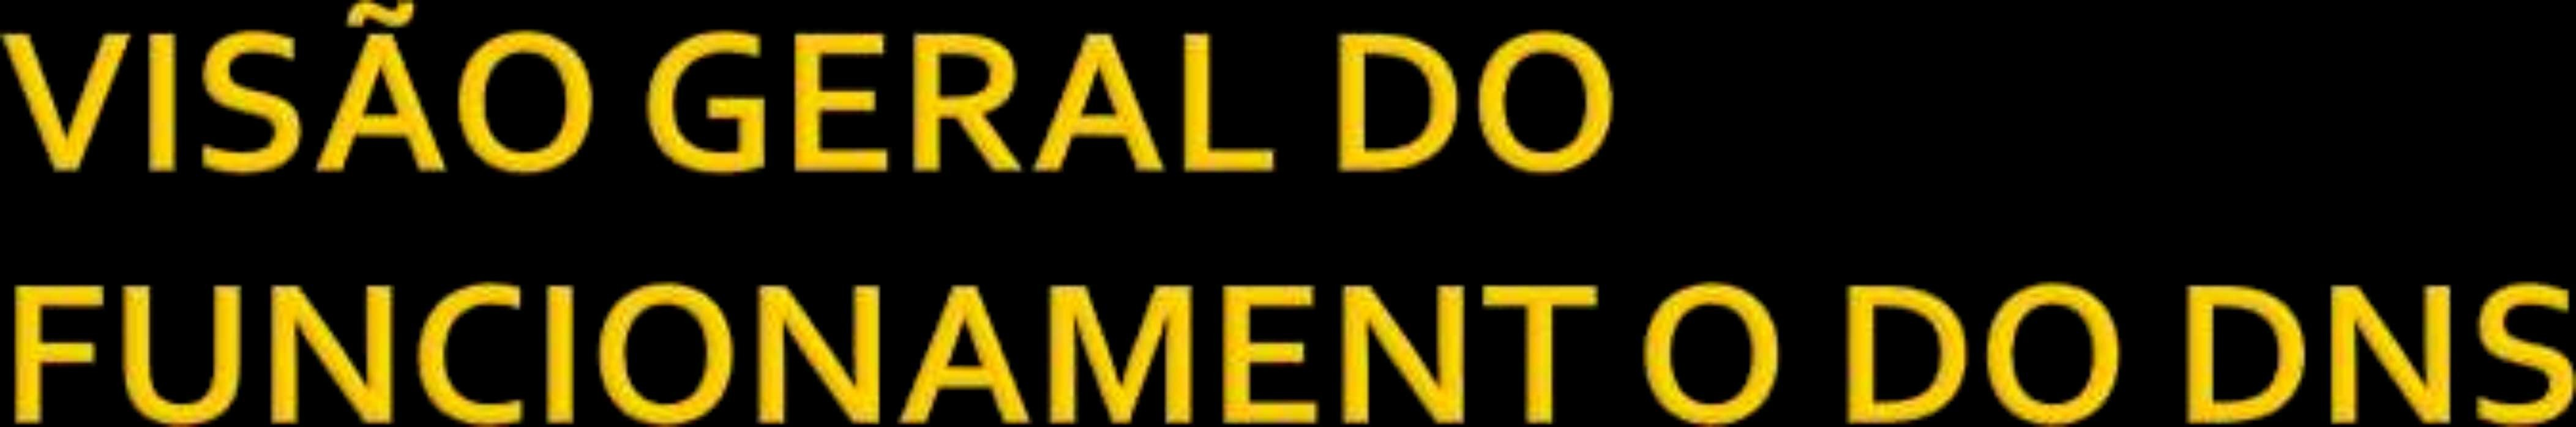 VISÃO GERAL DO
FUNCIONAMENT O DO DNS